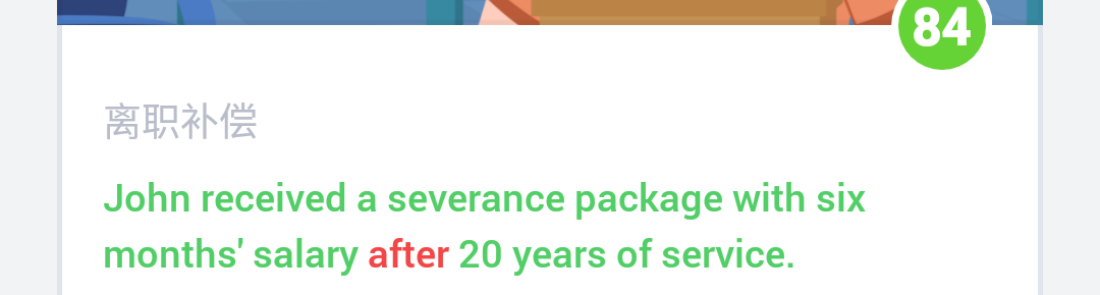 84
离职补偿
John received a severance package with six
months' salary after 20 years of service.